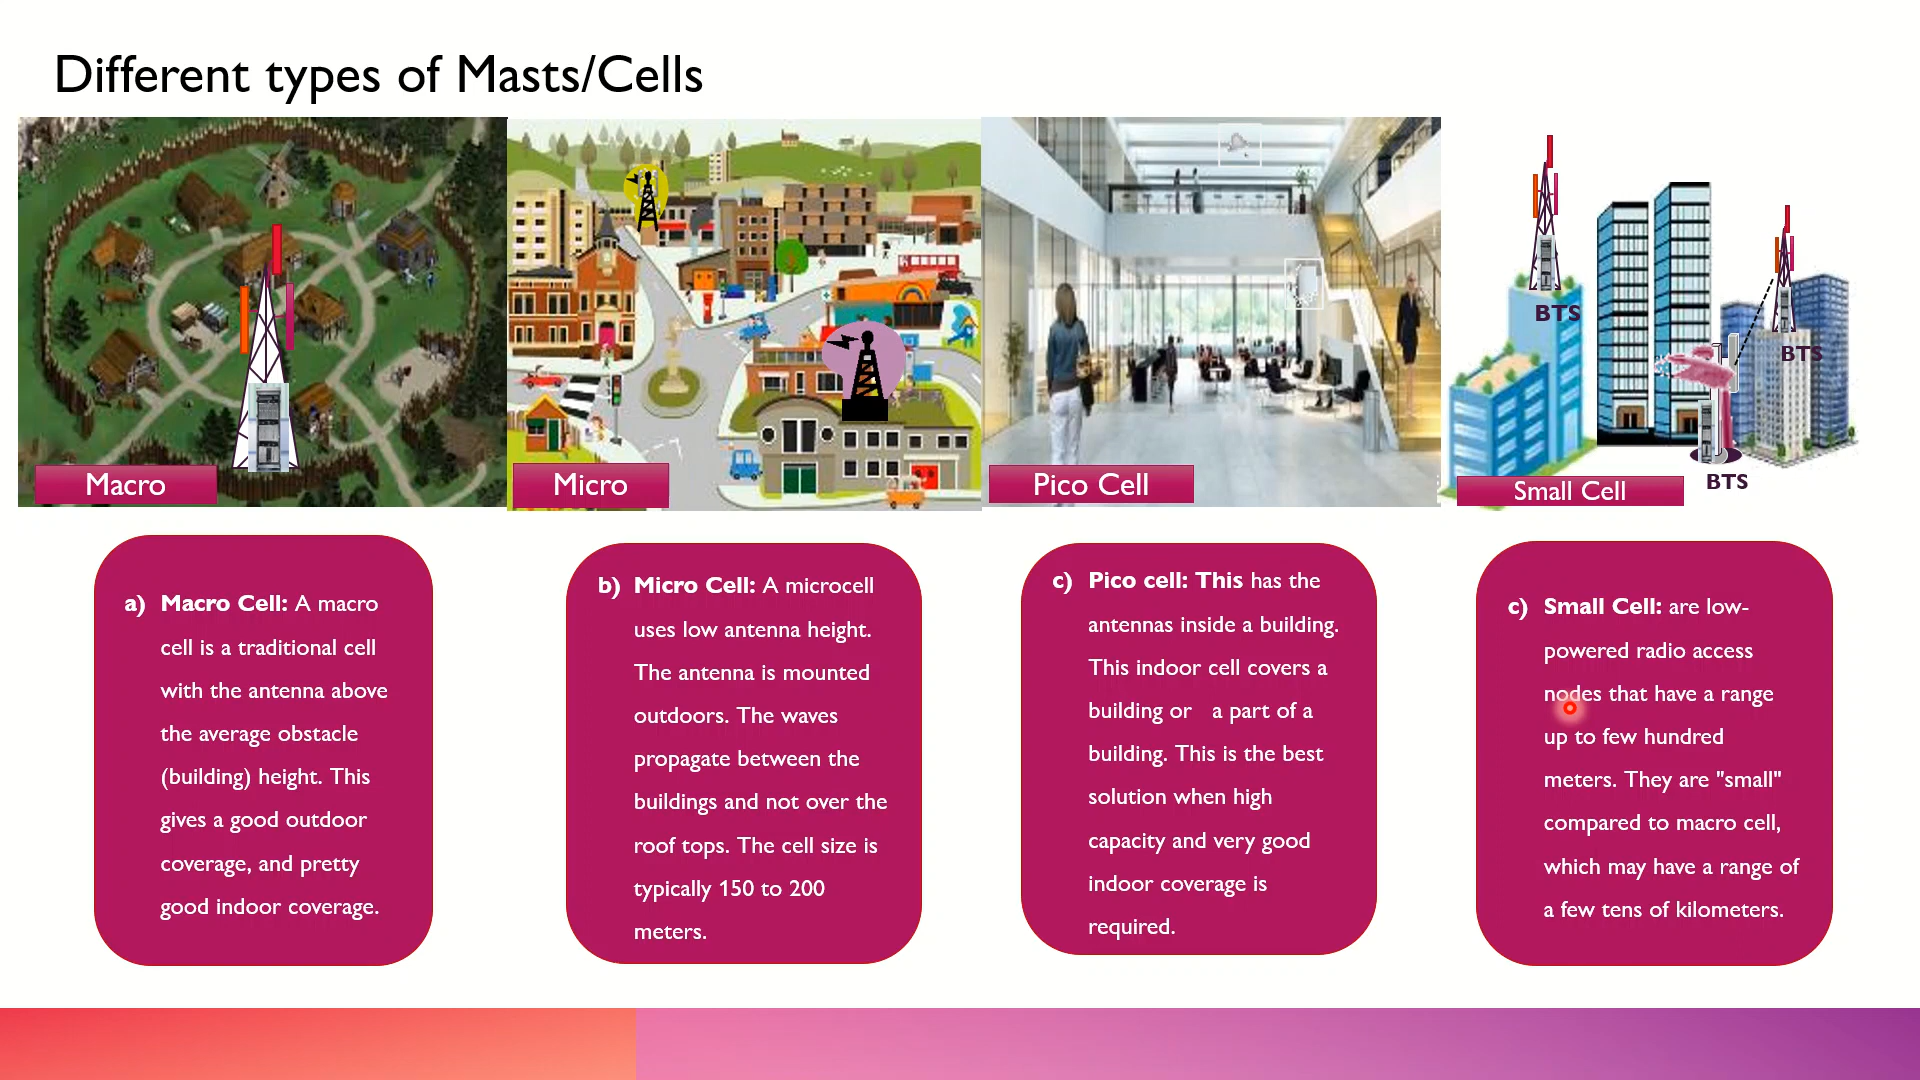 Different types of Masts/Cells
BTS
BTS
BTS
Macro
Micro
Pico Cell
Small Cell
a) Macro Cell: A macro
cell is a traditional cell
with the antenna above
the average obstacle
(building) height. This
gives a good outdoor
coverage, and pretty
good indoor coverage.
b) Micro Cell: A microcell
uses low antenna height.
The antenna is mounted
outdoors. The waves
propagate between the
buildings and not over the
roof tops. The cell size is
typically 150 to 200
meters.
c) Pico cell: This has the
antennas inside a building.
This indoor cell covers a
building or a part of a
building. This is the best
solution when high
capacity and very good
indoor coverage is
required.
c) Small Cell: are low-
powered radio access
nodes that have a range
up to few hundred
meters. They are "small"
compared to macro cell,
which may have a range of
a few tens of kilometers.